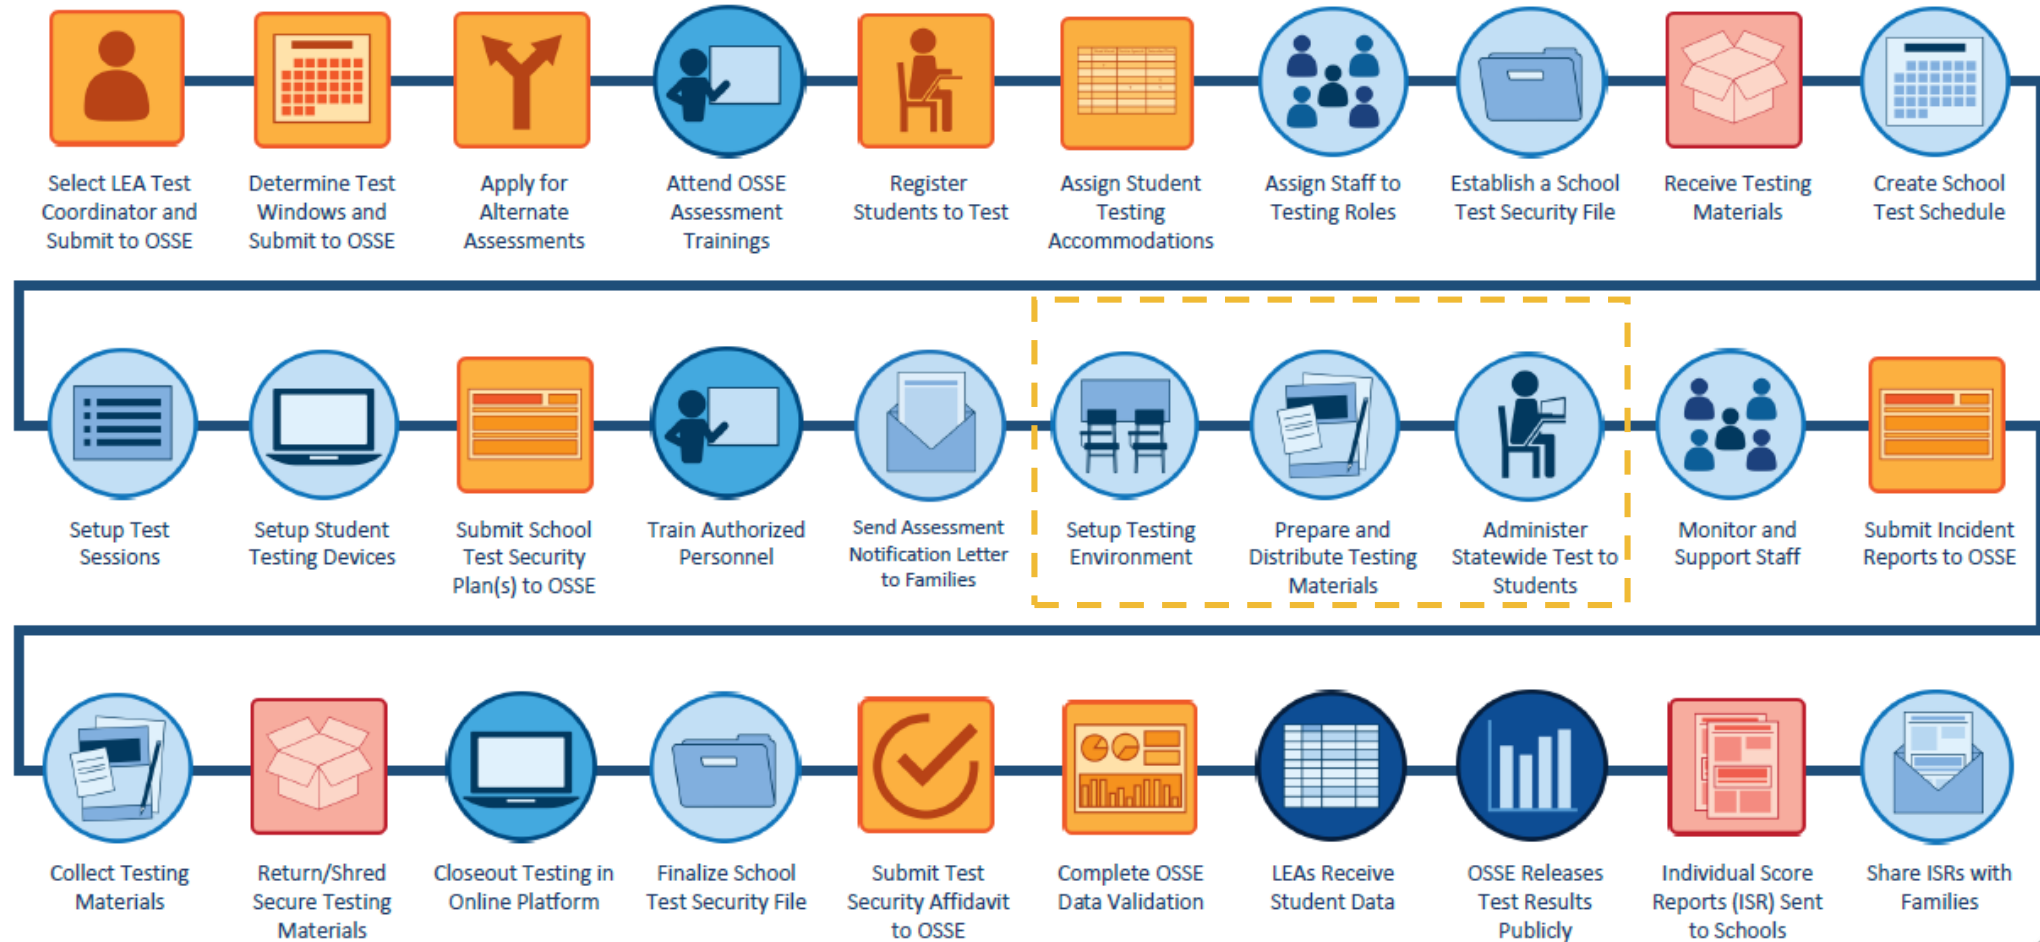 Select LEA Test
Coordinator and
Submit to OSSE
Determine Test
Windows and
Submit to OSSE
Apply for
Alternate
Assessments
Attend OSSE
Assessment
Trainings
Register
Students to Test
Assign Student
Testing
Accommodations
Assign Staff to
Testing Roles
Establish a School
Test Security File
Receive Testing
Materials
Create School
Test Schedule
Setup Test
Sessions
Setup Student
Testing Devices
Submit School
Test Security
Plan(s) to OSSE
Train Authorized
Personnel
Send Assessment
Notification Letter
to Families
Setup Testing
Environment
Prepare and
Distribute Testing
Materials
Administer
Statewide Test to
Students
Monitor and
Support Staff
Submit Incident
Reports to OSSE
Collect Testing
Materials
Return/Shred
Secure Testing
Materials
Closeout Testing in
Online Platform
Finalize School
Test Security File
Submit Test
Security Affidavit
to OSSE
Complete OSSE
Data Validation
LEAs Receive
Student Data
OSSE Releases
Test Results
Publicly
Individual Score
Reports (ISR) Sent
to Schools
Share ISRs with
Families